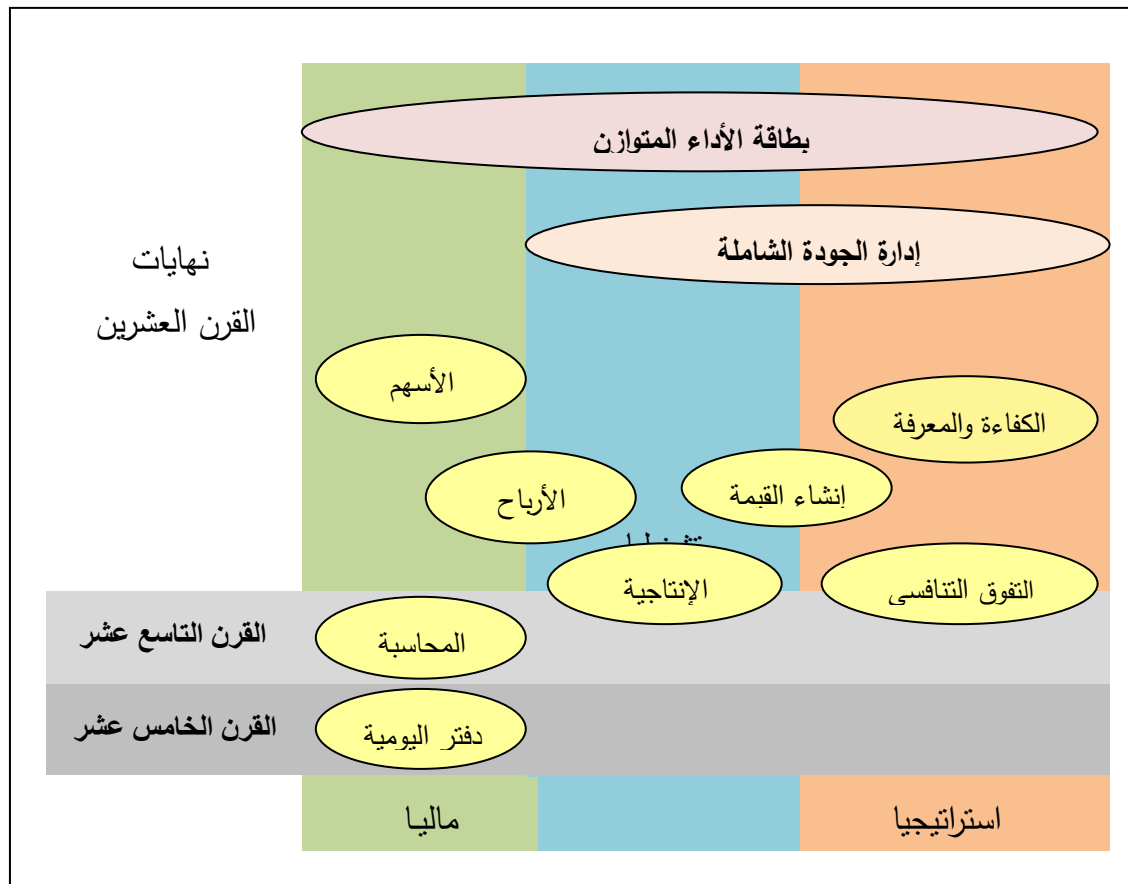 بطاقة الأداء المتوازن
إدارة الجودة الشاملة
نهايات
القرن العشرين
الأسهم
الكفاءة والمعرفة
إنشاء القيمة
الأرباح
الإنتاجية
التفوق التنافسي
القرن التاسع عشر
المحاسبة
القرن الخامس عشر
دفتر اليومية
استراتيجيا
ماليا